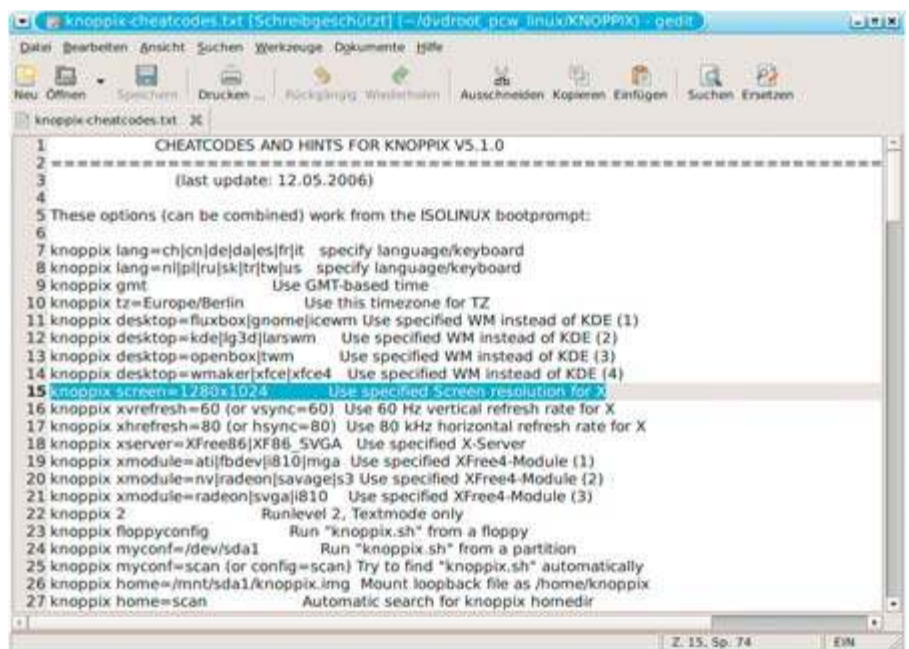 knoppix-cheatcodes.txt [Schreibgeschützt] (~/dvdroot_pcw_linux/KNOPPIX) - gedit
Datei Bearbeiten Ansicht Suchen Werkzeuge Dokumente Hilfe
Neu Öffnen Speichern Drucken ... Rückgängig Wiederholen Ausschneiden Kopieren Einfügen Suchen Ersetzen
knoppix-cheatcodes.txt
1 CHEATCODES AND HINTS FOR KNOPPIX V5.1.0
2 ================================================
3 (last update: 12.05.2006)
4
5 These options (can be combined) work from the ISOLINUX bootprompt:
6
7 knoppix lang=ch|cn|de|da|es|fr|it specify language/keyboard
8 knoppix lang=nl|pl|ru|sk|tr|tw|us specify language/keyboard
9 knoppix gmt Use GMT-based time
10 knoppix tz=Europe/Berlin Use this timezone for TZ
11 knoppix desktop=fluxbox|gnome|icewm Use specified WM instead of KDE (1)
12 knoppix desktop=kde|lg3d|larswm Use specified WM instead of KDE (2)
13 knoppix desktop=openbox|twm Use specified WM instead of KDE (3)
14 knoppix desktop=wmaker|xfce|xfce4 Use specified WM instead of KDE (4)
15 knoppix screen=1280x1024 Use specified Screen resolution for X
16 knoppix xvrefresh=60 (or vsync=60) Use 60 Hz vertical refresh rate for X
17 knoppix xhrefresh=80 (or hsync=80) Use 80 kHz horizontal refresh rate for X
18 knoppix xserver=XFree86|XF86_SVGA Use specified X-Server
19 knoppix xmodule=ati|fbdev|i810|mga Use specified XFree4-Module (1)
20 knoppix xmodule=nv|radeon|savage|s3 Use specified XFree4-Module (2)
21 knoppix xmodule=radeon|svga|i810 Use specified XFree4-Module (3)
22 knoppix 2 Runlevel 2, Textmode only
23 knoppix floppyconfig Run "knoppix.sh" from a floppy
24 knoppix myconf=/dev/sda1 Run "knoppix.sh" from a partition
25 knoppix myconf=scan (or config=scan) Try to find "knoppix.sh" automatically
26 knoppix home=/mnt/sda1/knoppix.img Mount loopback file as /home/knoppix
27 knoppix home=scan Automatic search for knoppix homedir
Z. 15, Sp. 74 EIN